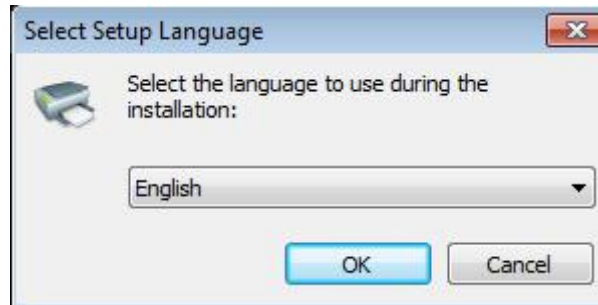 Select Setup Language
Select the language to use during the
installation:
English
OK
Cancel